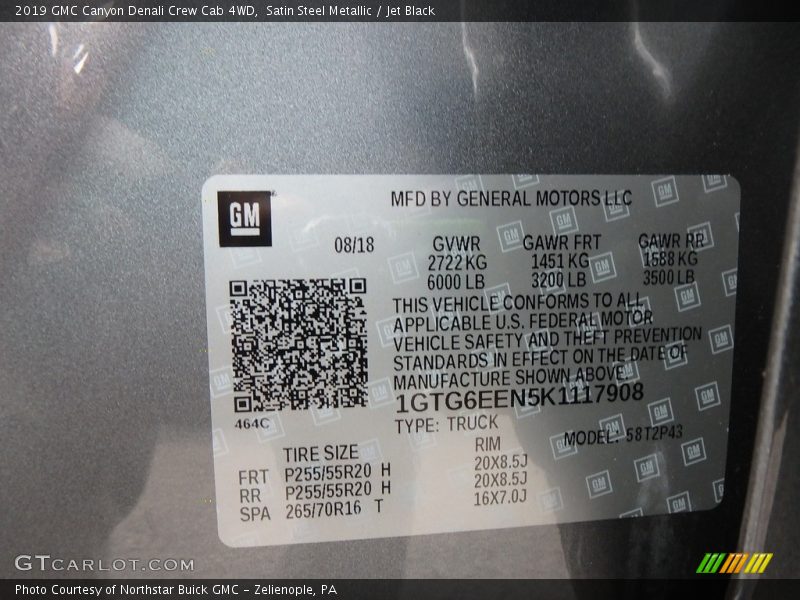 2019 GMC Canyon Denali Crew Cab 4WD, Satin Steel Metallic / Jet Black
MFD BY GENERAL MOTORS LLC
GM
08/18
GVWR GAWR FRT GAWR RR
2722 KG 1451 KG 1588 KG
6000 LB 3200 LB 3500 LB
THIS VEHICLE CONFORMS TO ALL
APPLICABLE U.S. FEDERAL MOTOR
VEHICLE SAFETY AND THEFT PREVENTION
STANDARDS IN EFFECT ON THE DATE OF
MANUFACTURE SHOWN ABOVE.
1GTG6EEN5K1117908
464C
TYPE: TRUCK MODEL: 58T2P43
TIRE SIZE RIM
FRT P255/55R20 H 20X8.5J
RR P255/55R20 H 20X8.5J
SPA 265/70R16 T 16X7.0J
GTCARLOT.COM
Photo Courtesy of Northstar Buick GMC - Zelienople, PA